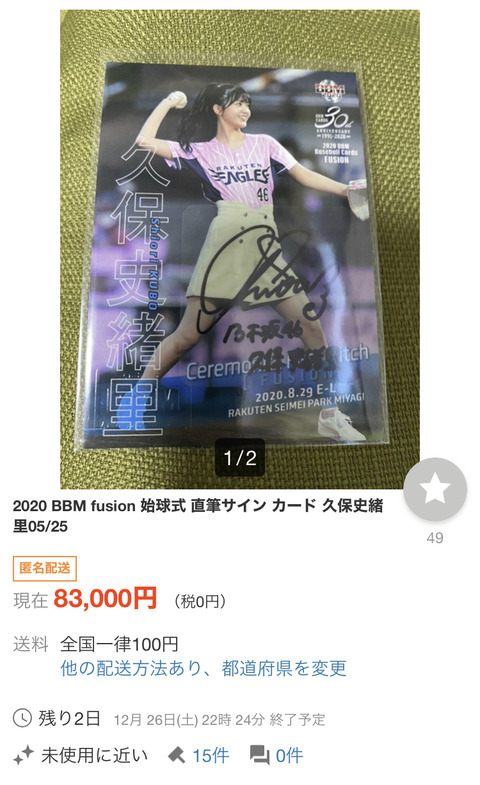 BBM
BBM CARDS
30th
ANNIVERSARY
1991-2020
2020 BBM
Baseball Cards
FUSION
RAKUTEN
EAGLES
46
久保史緒里
Shiori KUBO
乃木坂46
Ceremo
itch
FUSION
2020.8.29 E-L
RAKUTEN SEIMEI PARK MIYAGI
1/2
2020 BBM fusion 始球式 直筆サイン カード 久保史緒
里05/25
49
匿名配送
現在 83,000円 (税0円)
送料 全国一律100円
他の配送方法あり、都道府県を変更
残り2日 12月 26日(土) 22時 24分 終了予定
未使用に近い 15件 0件